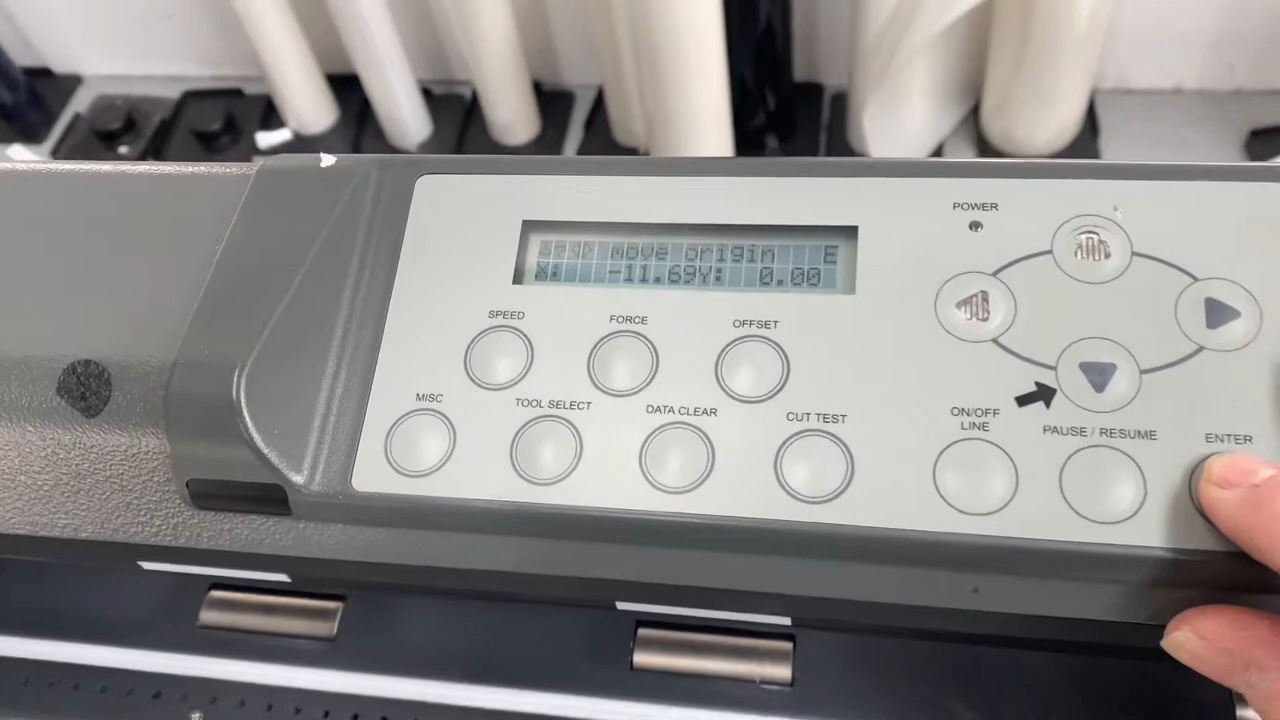 move origin E
X: -11.69Y: 0.00
POWER
SPEED
FORCE
OFFSET
MISC
TOOL SELECT
DATA CLEAR
CUT TEST
ON/OFF
LINE
PAUSE / RESUME
ENTER